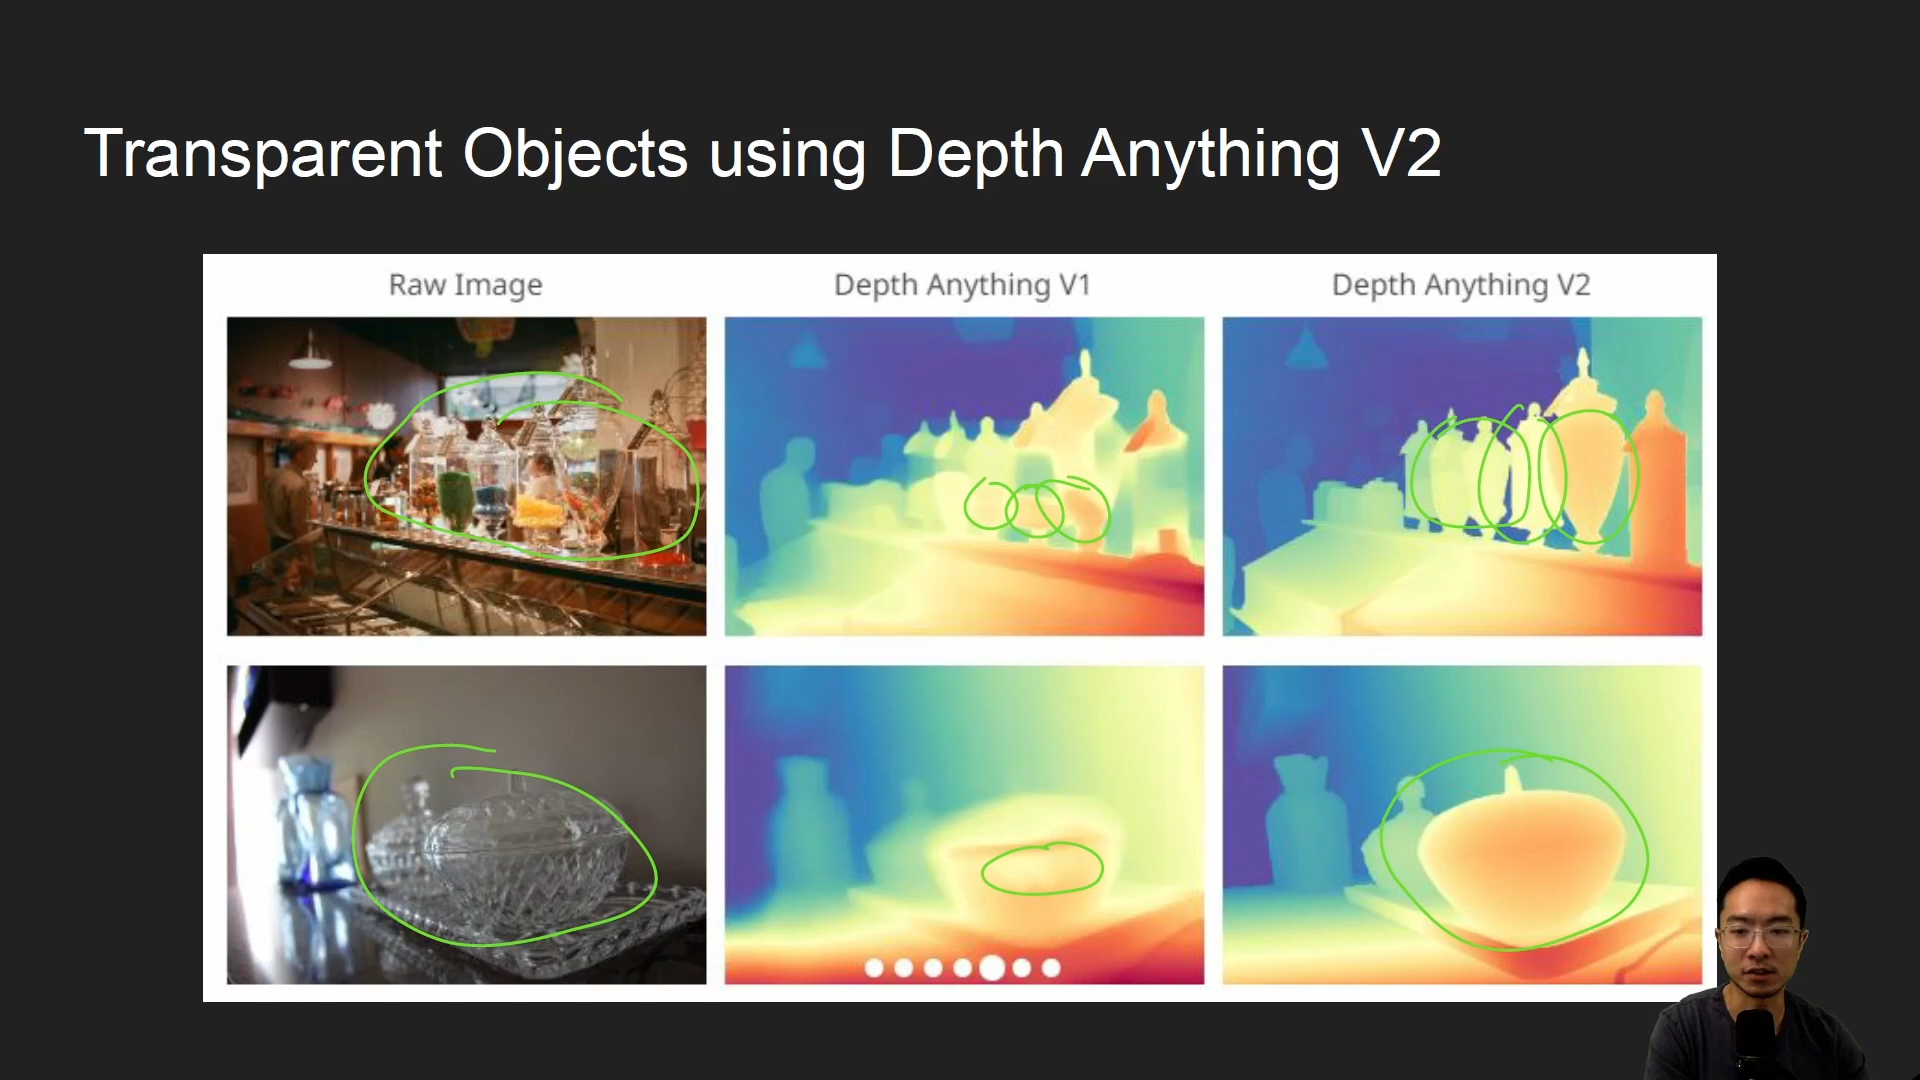 Transparent Objects using Depth Anything V2
Raw Image
Depth Anything V1
Depth Anything V2